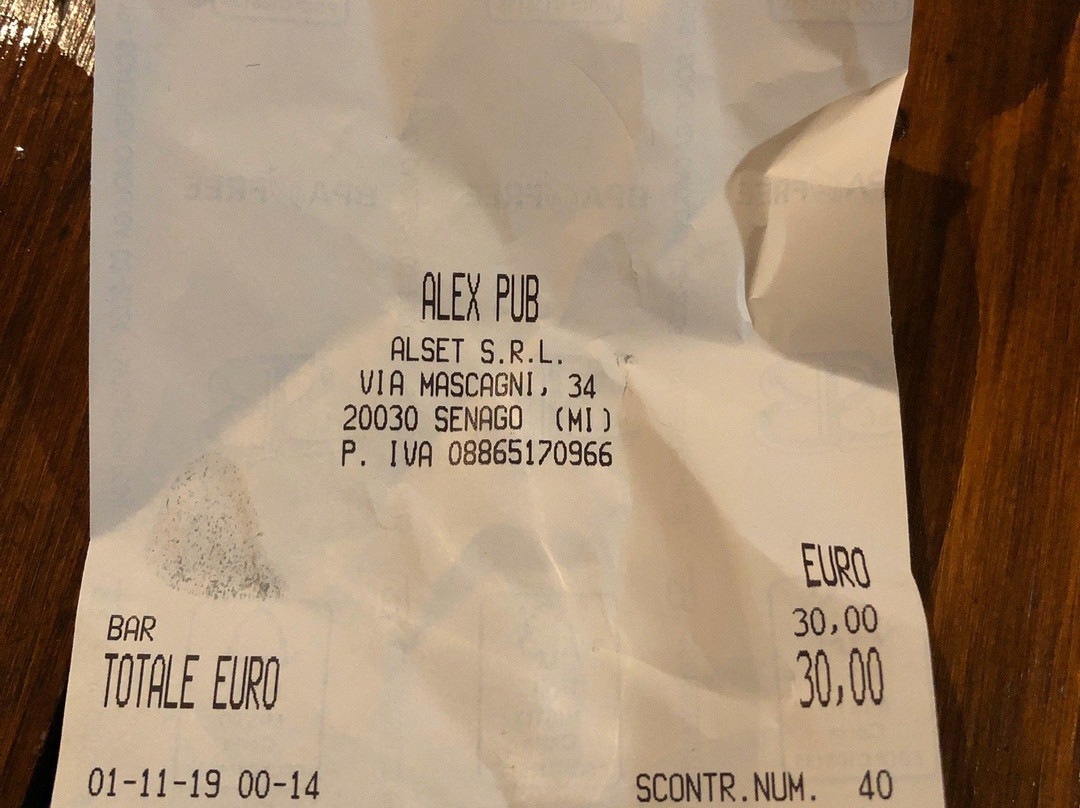 ALEX PUB
ALSET S.R.L.
VIA MASCAGNI, 34
20030 SENAGO (MI)
P. IVA 08865170966
EURO
BAR 30,00
TOTALE EURO 30,00
01-11-19 00-14 SCONTR.NUM. 40